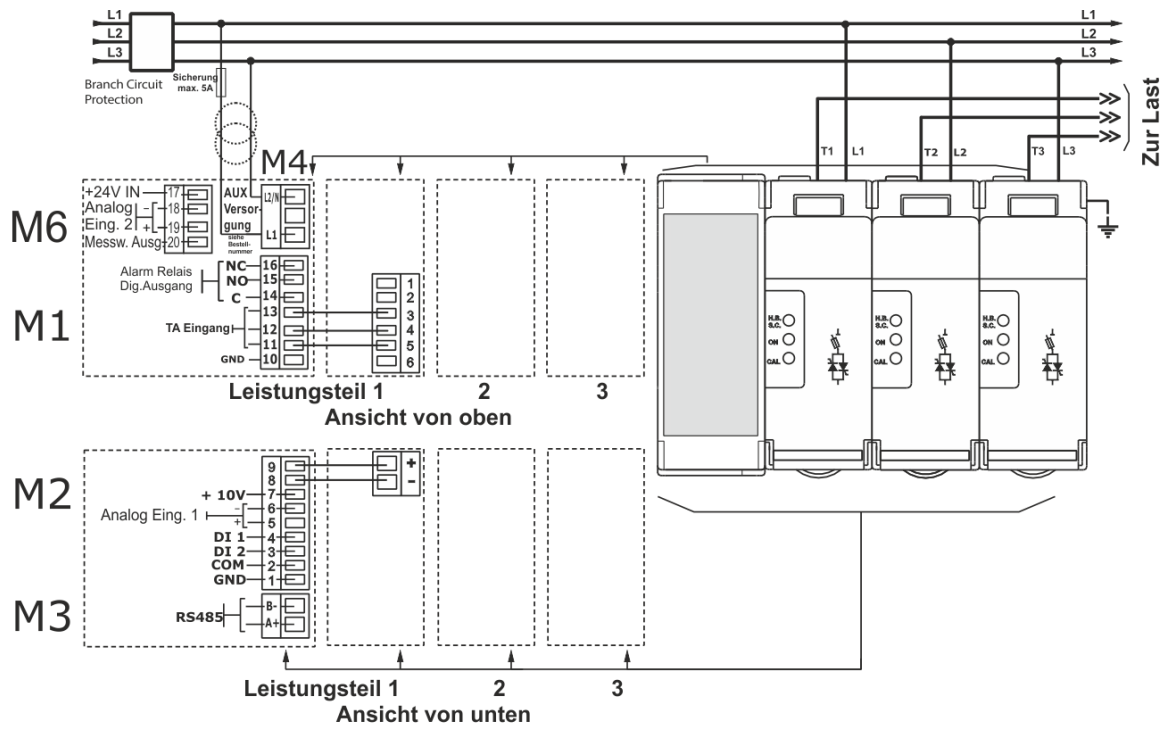 L1
L2
L3
L1
L2
L3
Branch Circuit
Protection
Sicherung
max. 5A
Zur Last
T1
L1
T2
L2
T3
L3
M4
M6
+24V IN
Analog
Eing. 2
Messw. Ausg
-
+
17
18
19
20
AUX
Versor-
gung
siehe
Bestell-
nummer
L2/N
L1
M1
Alarm Relais
Dig.Ausgang
NC
NO
C
TA Eingang
GND
16
15
14
13
12
11
10
1
2
3
4
5
6
Leistungsteil 1
2
3
Ansicht von oben
H.B.
S.C.
ON
CAL
H.B.
S.C.
ON
CAL
H.B.
S.C.
ON
CAL
M2
+ 10V
Analog Eing. 1
-
+
DI 1
DI 2
COM
GND
9
8
7
6
5
4
3
2
1
+
-
M3
RS485
B-
A+
Leistungsteil 1
2
3
Ansicht von unten